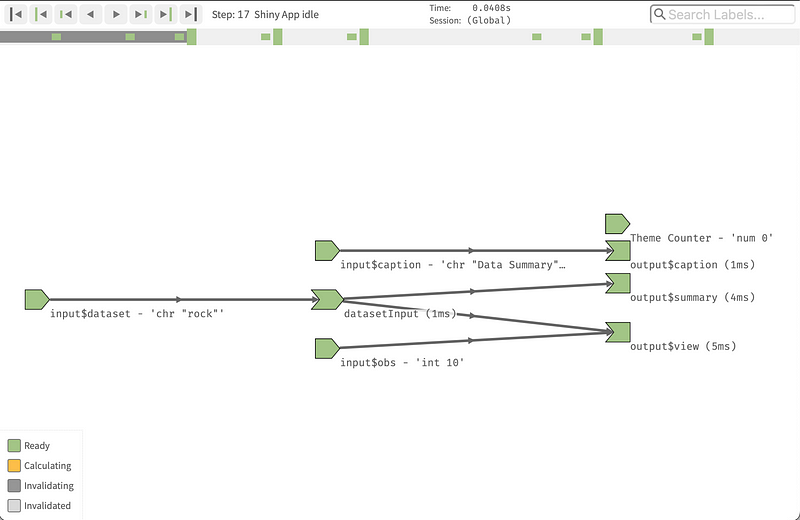 Step: 17 Shiny App idle
Time: 0.0408s
Session: (Global)
Search Labels...
Theme Counter - 'num 0'
input$caption - 'chr "Data Summary"…
output$caption (1ms)
output$summary (4ms)
input$dataset - 'chr "rock"'
datasetInput (1ms)
output$view (5ms)
input$obs - 'int 10'
Ready
Calculating
Invalidating
Invalidated